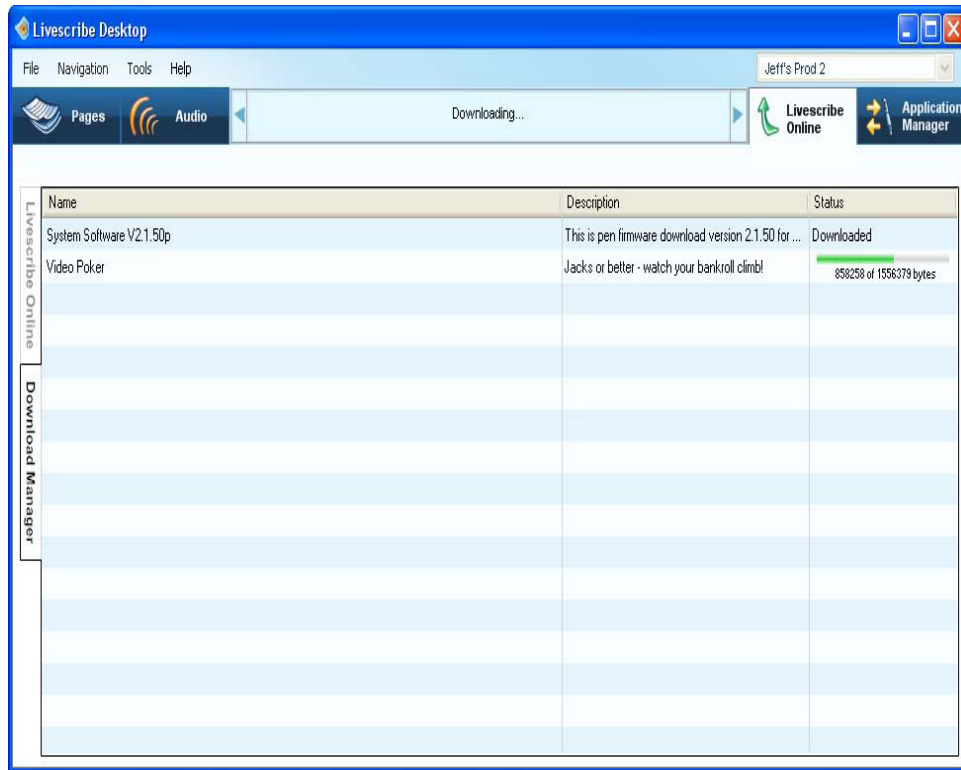 Livescribe Desktop
File Navigation Tools Help Jeff's Prod 2
Pages Audio Downloading... Livescribe Online Application Manager
Livescribe Online
Download Manager
Name Description Status
System Software V2.1.50p This is pen firmware download version 2.1.50 for ... Downloaded
Video Poker Jacks or better - watch your bankroll climb!
858258 of 1556379 bytes